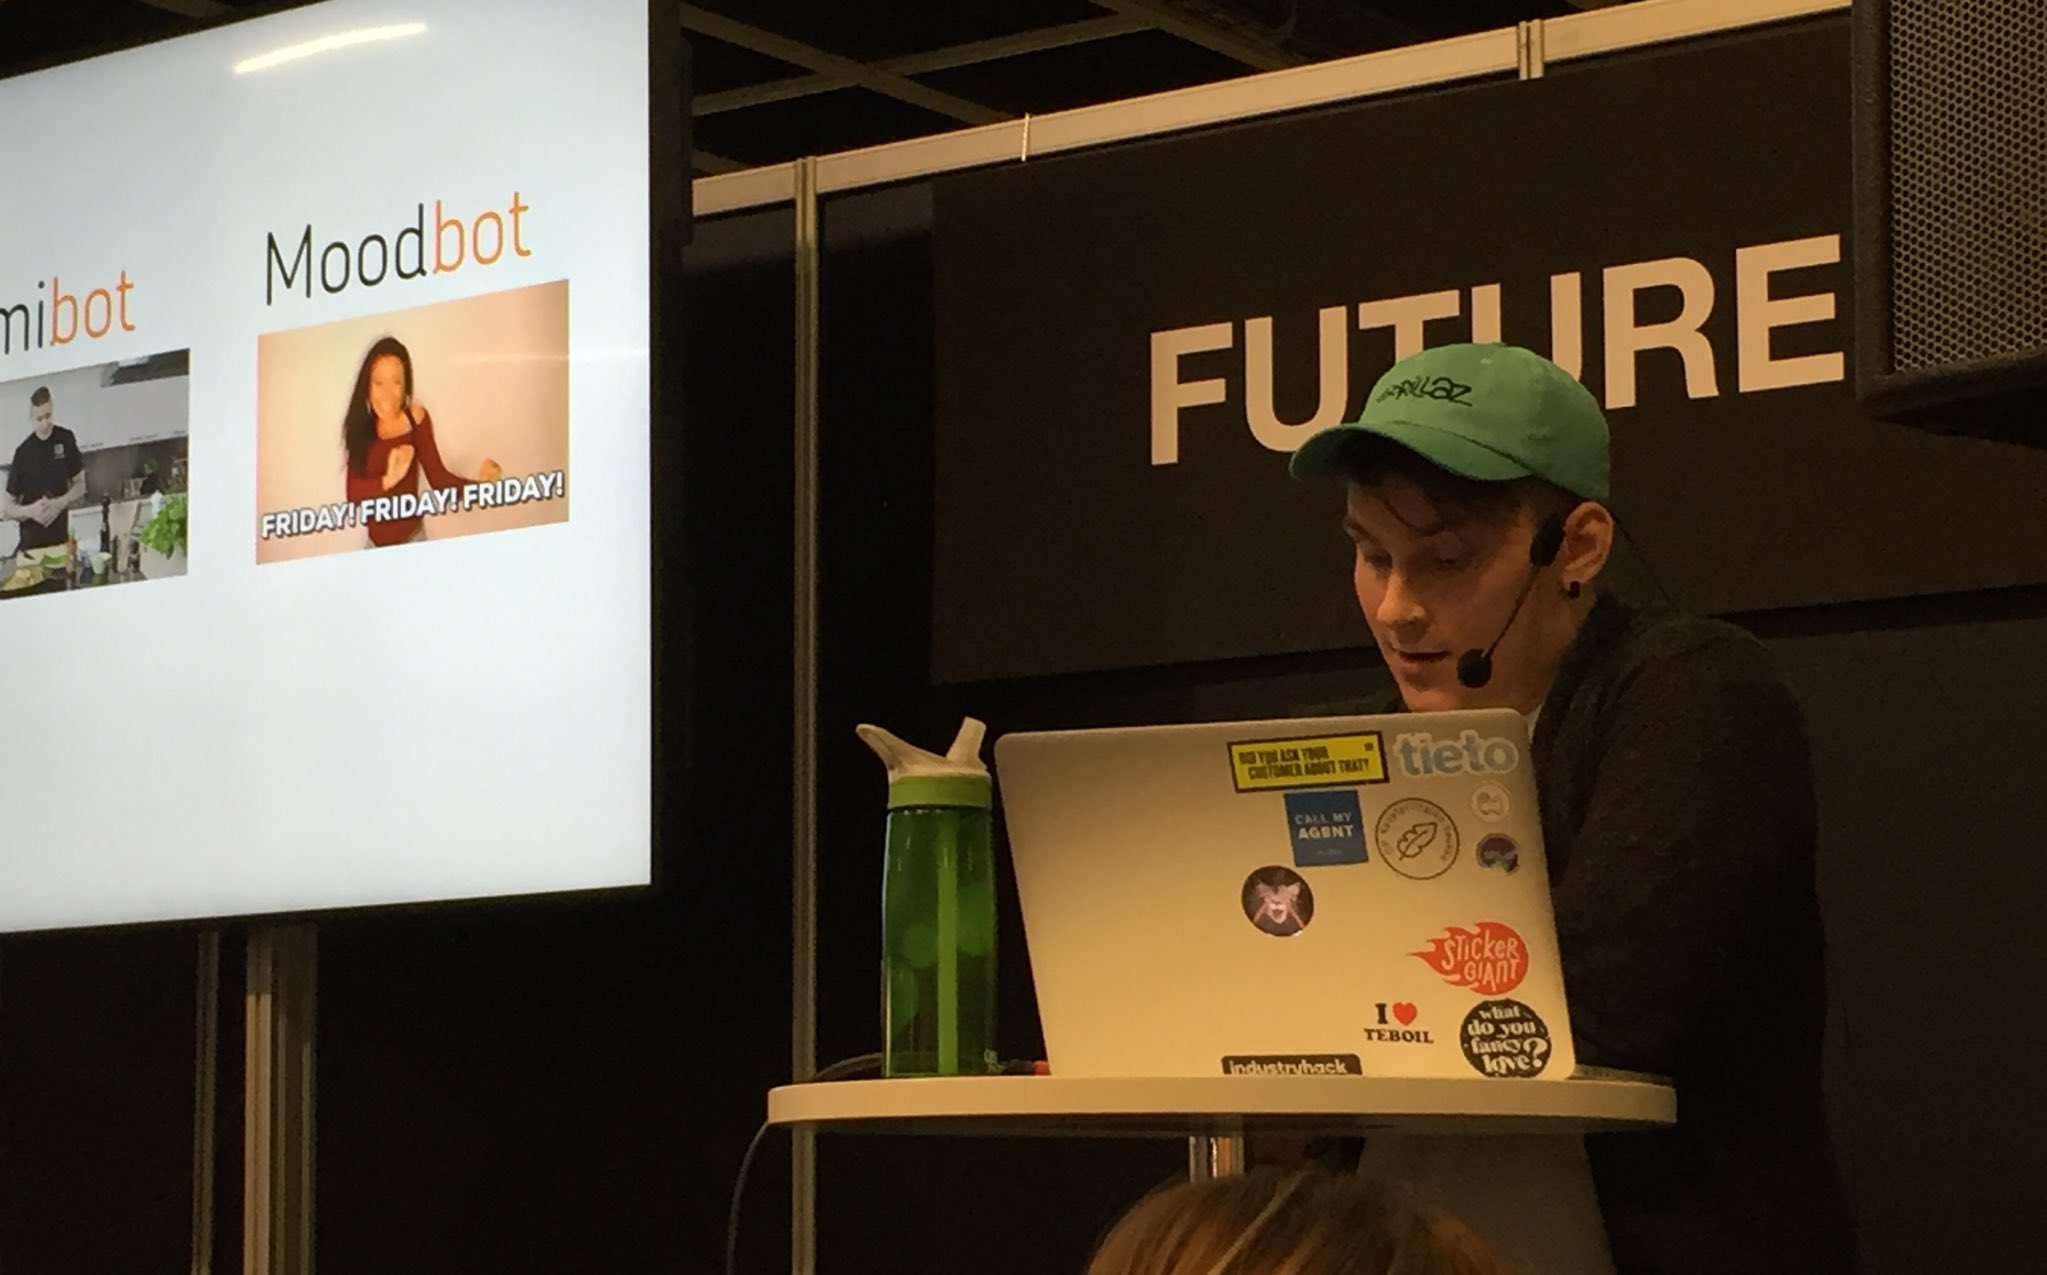 mibot
Moodbot
FRIDAY! FRIDAY! FRIDAY!
FUTURE
GORILLAZ
DID YOU ASK YOUR
CUSTOMER ABOUT THAT?
tieto
CALL MY
AGENT
STICKER
GIANT
I ♥
TEBOIL
what
do you
fancy
love?
industryhack